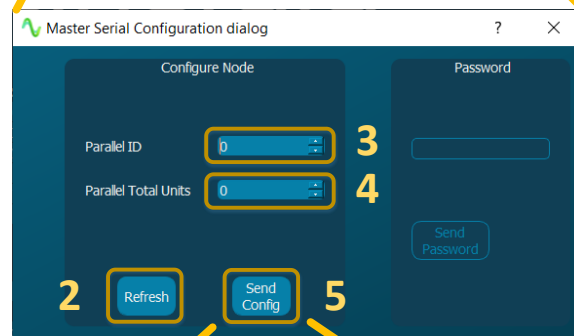 Master Serial Configuration dialog ? ×
Configure Node
Password
Parallel ID 0 3
Parallel Total Units 0 4
Send
Password
2 Refresh Send
Config 5